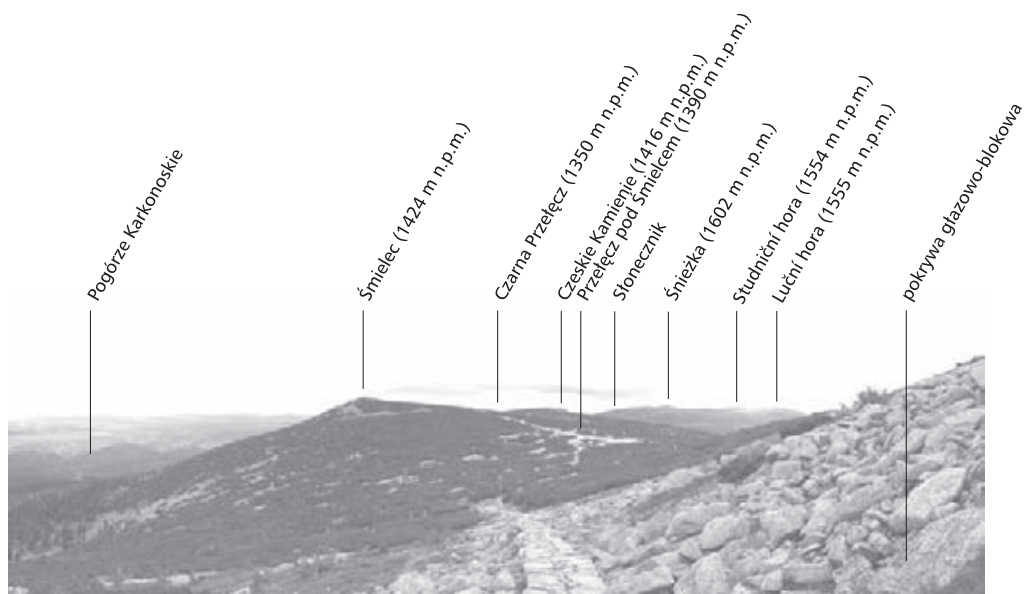 Pogórze Karkonoskie
Śmielec (1424 m n.p.m.)
Czarna Przełęcz (1350 m n.p.m.)
Czeskie Kamienie (1416 m n.p.m.)
Przełęcz pod Śmielcem (1390 m n.p.m.)
Słonecznik
Śnieżka (1602 m n.p.m.)
Studniční hora (1554 m n.p.m.)
Luční hora (1555 m n.p.m.)
pokrywa głazowo-blokowa